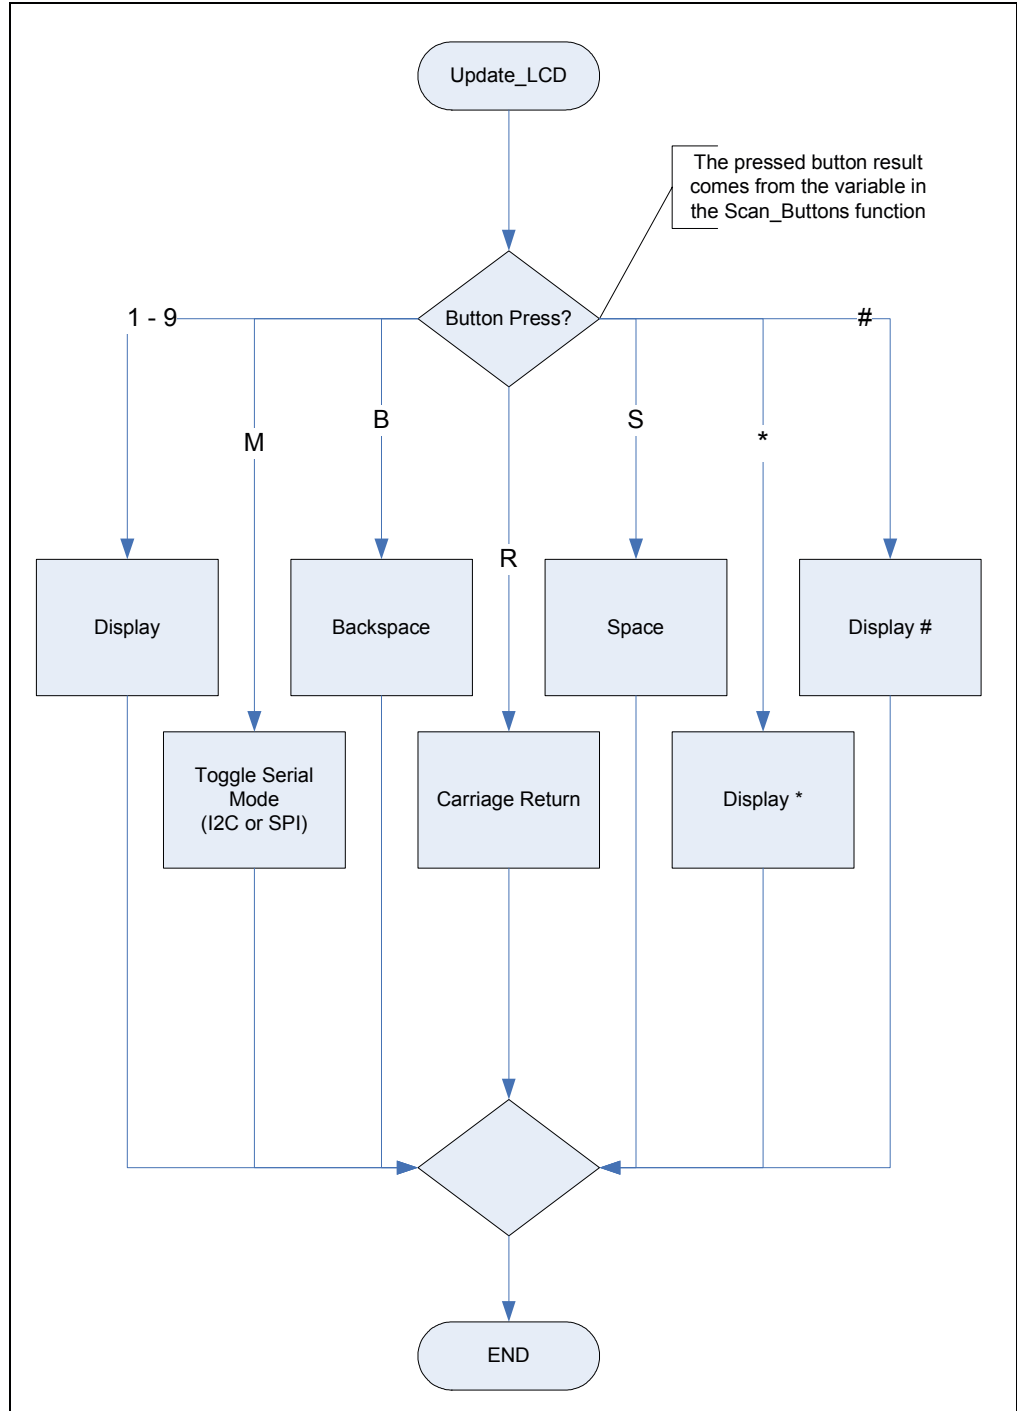 Update_LCD
The pressed button result
comes from the variable in
the Scan_Buttons function
Button Press?
1 - 9
M
B
R
S
*
#
Display
Backspace
Space
Display #
Toggle Serial
Mode
(I2C or SPI)
Carriage Return
Display *
END